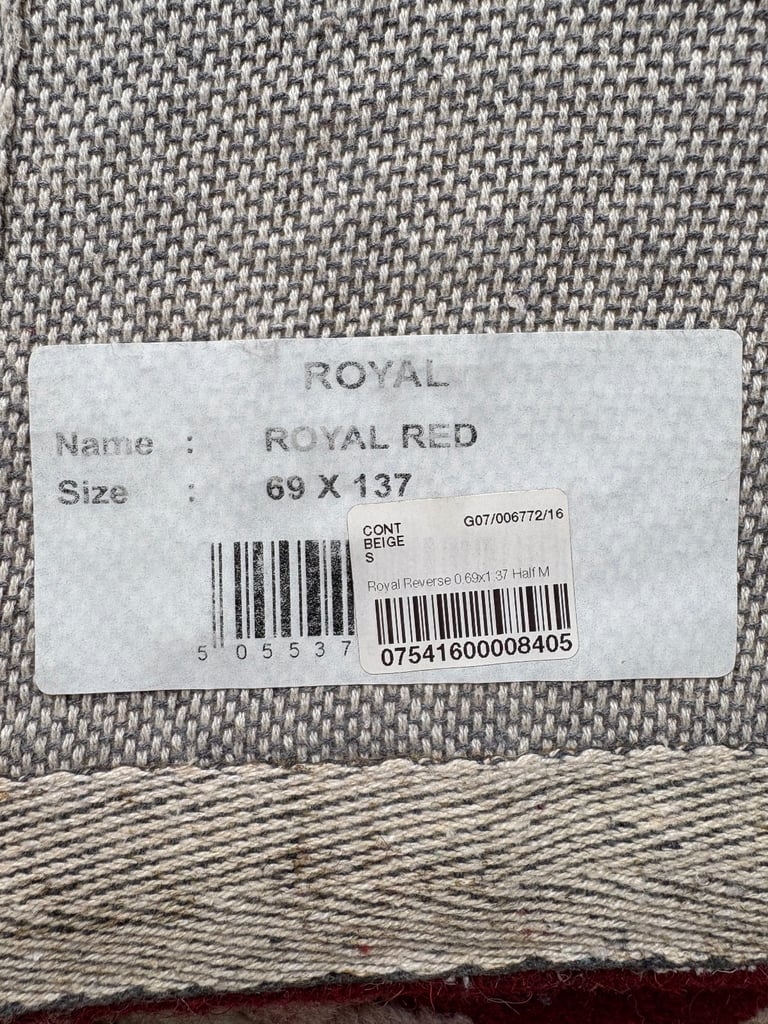 ROYAL
Name : ROYAL RED
Size : 69 X 137
5 05537
CONT
BEIGE
S
G07/006772/16
Royal Reverse 0.69x1.37 Half M
07541600008405